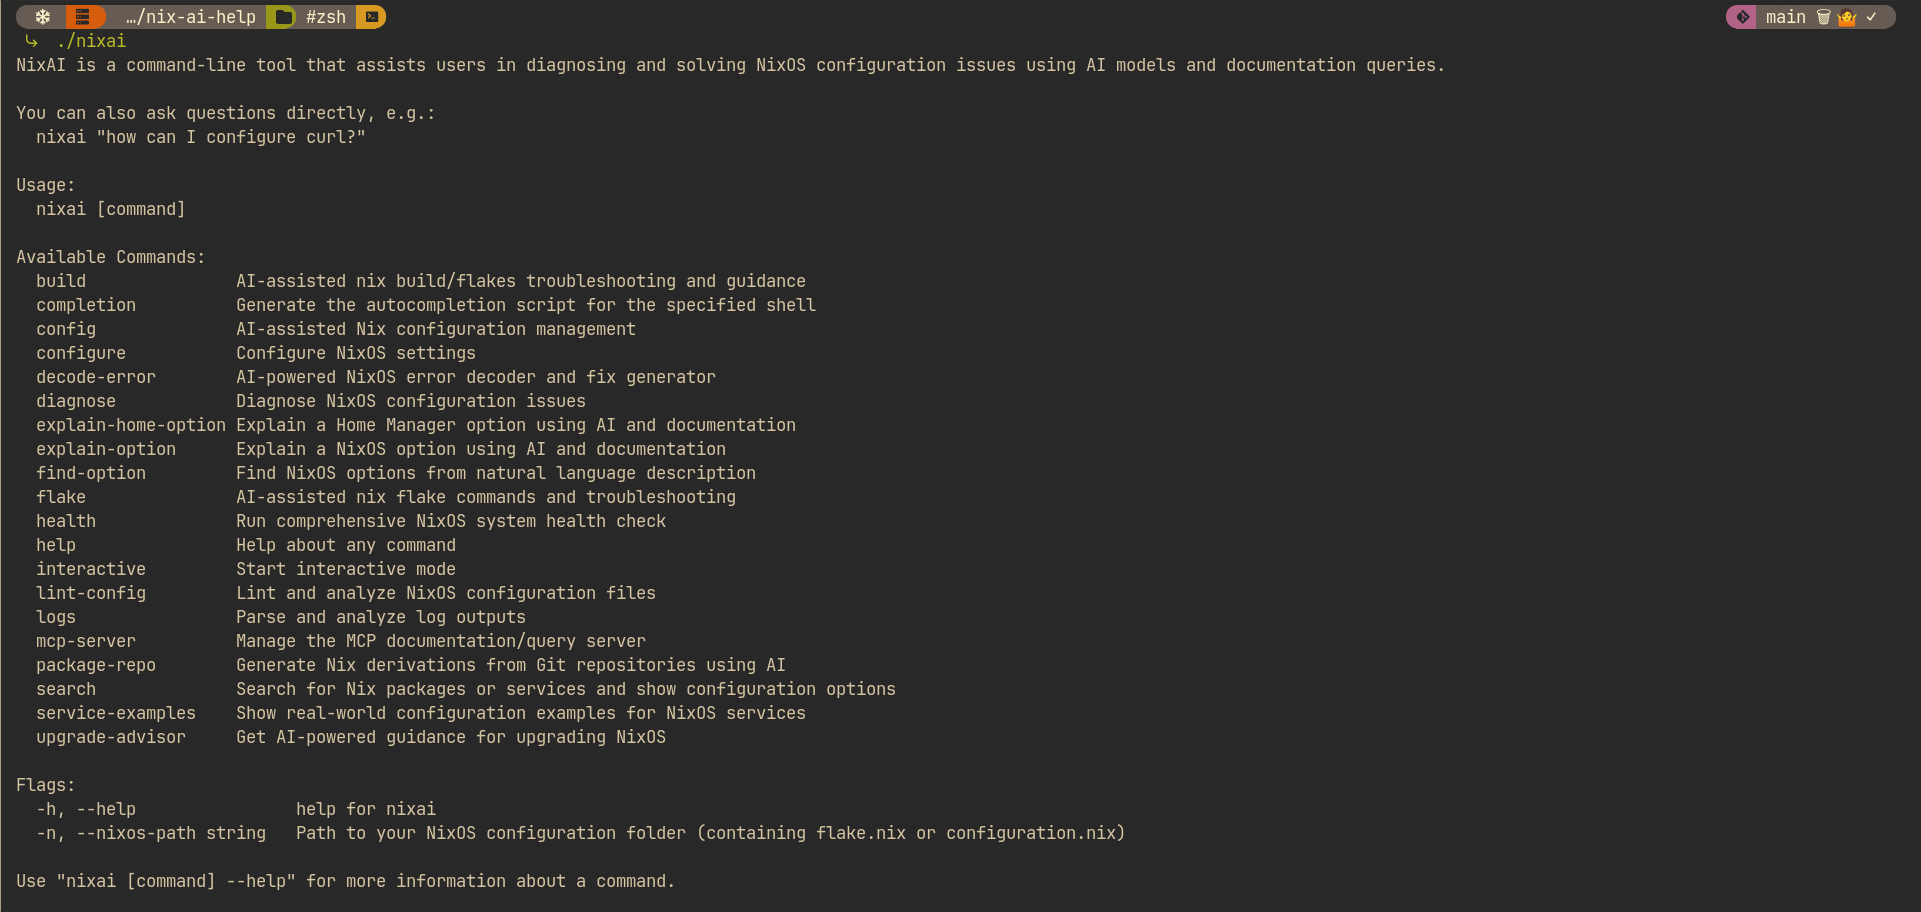 …/nix-ai-help #zsh main
./nixai
NixAI is a command-line tool that assists users in diagnosing and solving NixOS configuration issues using AI models and documentation queries.
You can also ask questions directly, e.g.:
nixai "how can I configure curl?"
Usage:
nixai [command]
Available Commands:
build AI-assisted nix build/flakes troubleshooting and guidance
completion Generate the autocompletion script for the specified shell
config AI-assisted Nix configuration management
configure Configure NixOS settings
decode-error AI-powered NixOS error decoder and fix generator
diagnose Diagnose NixOS configuration issues
explain-home-option Explain a Home Manager option using AI and documentation
explain-option Explain a NixOS option using AI and documentation
find-option Find NixOS options from natural language description
flake AI-assisted nix flake commands and troubleshooting
health Run comprehensive NixOS system health check
help Help about any command
interactive Start interactive mode
lint-config Lint and analyze NixOS configuration files
logs Parse and analyze log outputs
mcp-server Manage the MCP documentation/query server
package-repo Generate Nix derivations from Git repositories using AI
search Search for Nix packages or services and show configuration options
service-examples Show real-world configuration examples for NixOS services
upgrade-advisor Get AI-powered guidance for upgrading NixOS
Flags:
-h, --help help for nixai
-n, --nixos-path string Path to your NixOS configuration folder (containing flake.nix or configuration.nix)
Use "nixai [command] --help" for more information about a command.